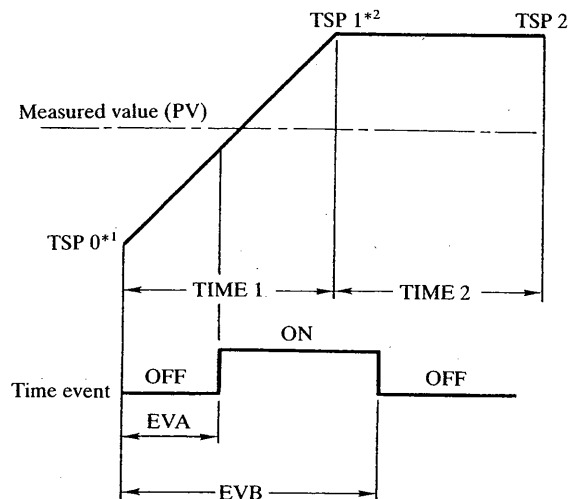 TSP 1*2
TSP 2
Measured value (PV)
TSP 0*1
TIME 1
TIME 2
ON
OFF
OFF
Time event
EVA
EVB